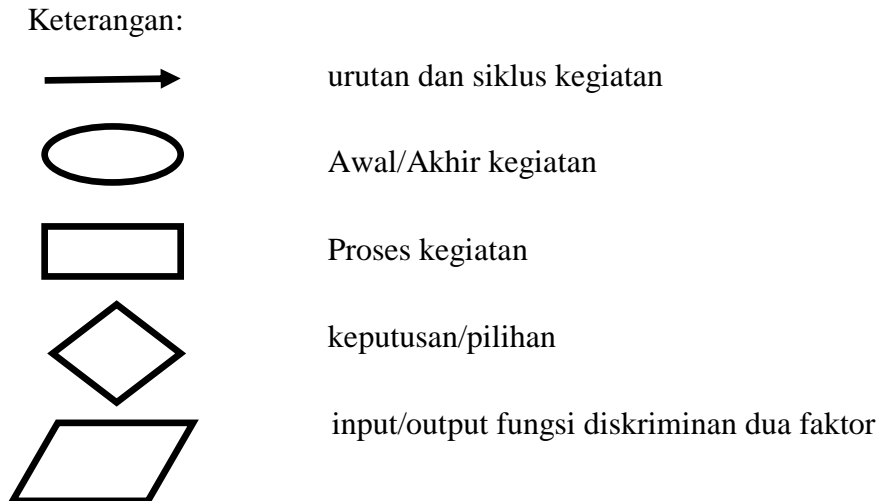 Keterangan:
urutan dan siklus kegiatan
Awal/Akhir kegiatan
Proses kegiatan
keputusan/pilihan
input/output fungsi diskriminan dua faktor